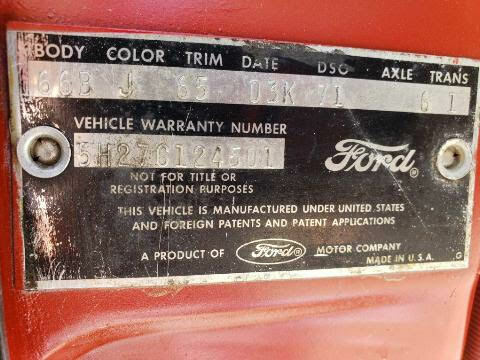 BODY COLOR TRIM DATE DSO AXLE TRANS
66B J 65 03K 71 6 1
VEHICLE WARRANTY NUMBER
5H27C124501
Ford®
NOT FOR TITLE OR
REGISTRATION PURPOSES
THIS VEHICLE IS MANUFACTURED UNDER UNITED STATES
AND FOREIGN PATENTS AND PATENT APPLICATIONS
A PRODUCT OF Ford® MOTOR COMPANY
MADE IN U.S.A. G